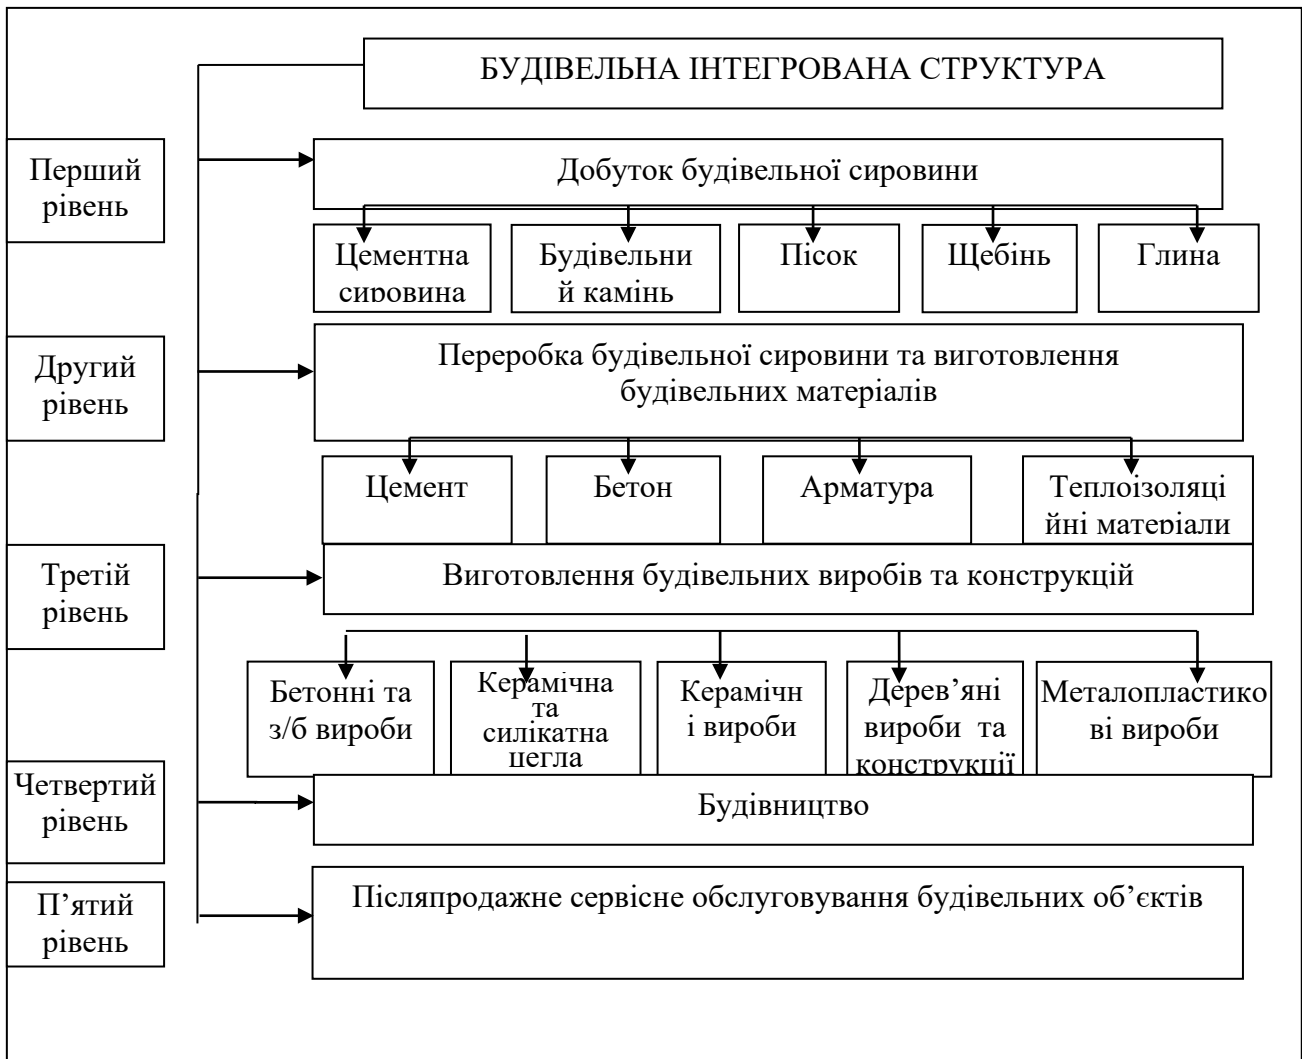 БУДІВЕЛЬНА ІНТЕГРОВАНА СТРУКТУРА
Перший
рівень
Добуток будівельної сировини
Цементна
сировина
Будівельни
й камінь
Пісок
Щебінь
Глина
Другий
рівень
Переробка будівельної сировини та виготовлення
будівельних матеріалів
Цемент
Бетон
Арматура
Теплоізоляці
йні матеріали
Третій
рівень
Виготовлення будівельних виробів та конструкцій
Бетонні та
з/б вироби
Керамічна
та
силікатна
цегла
Керамічн
і вироби
Дерев’яні
вироби та
конструкції
Металопластико
ві вироби
Четвертий
рівень
Будівництво
П’ятий
рівень
Післяпродажне сервісне обслуговування будівельних об’єктів